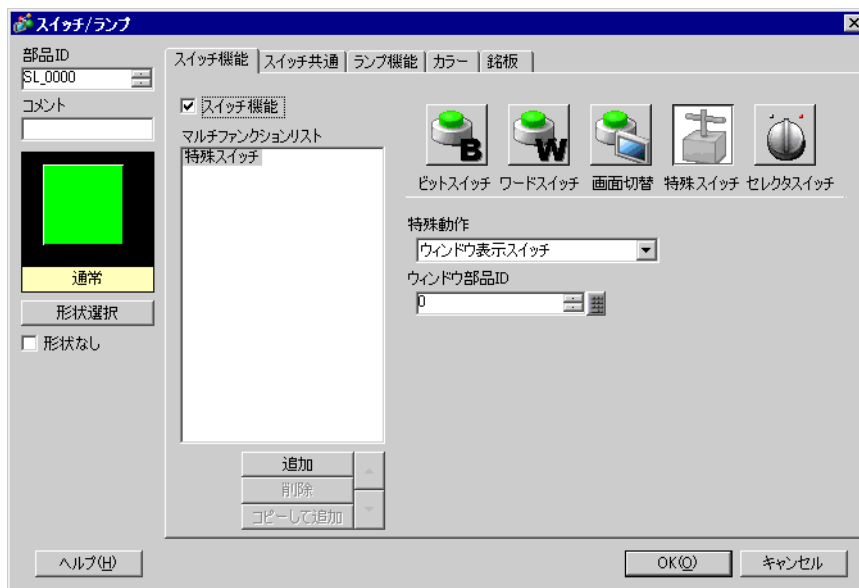 スイッチ/ランプ
部品ID
SL_0000
コメント
通常
形状選択
形状なし
スイッチ機能
スイッチ共通
ランプ機能
カラー
銘板
スイッチ機能
マルチファンクションリスト
特殊スイッチ
追加
削除
コピーして追加
B
W
ビットスイッチ
ワードスイッチ
画面切替
特殊スイッチ
セレクタスイッチ
特殊動作
ウィンドウ表示スイッチ
ウィンドウ部品ID
0
ヘルプ(H)
OK(O)
キャンセル